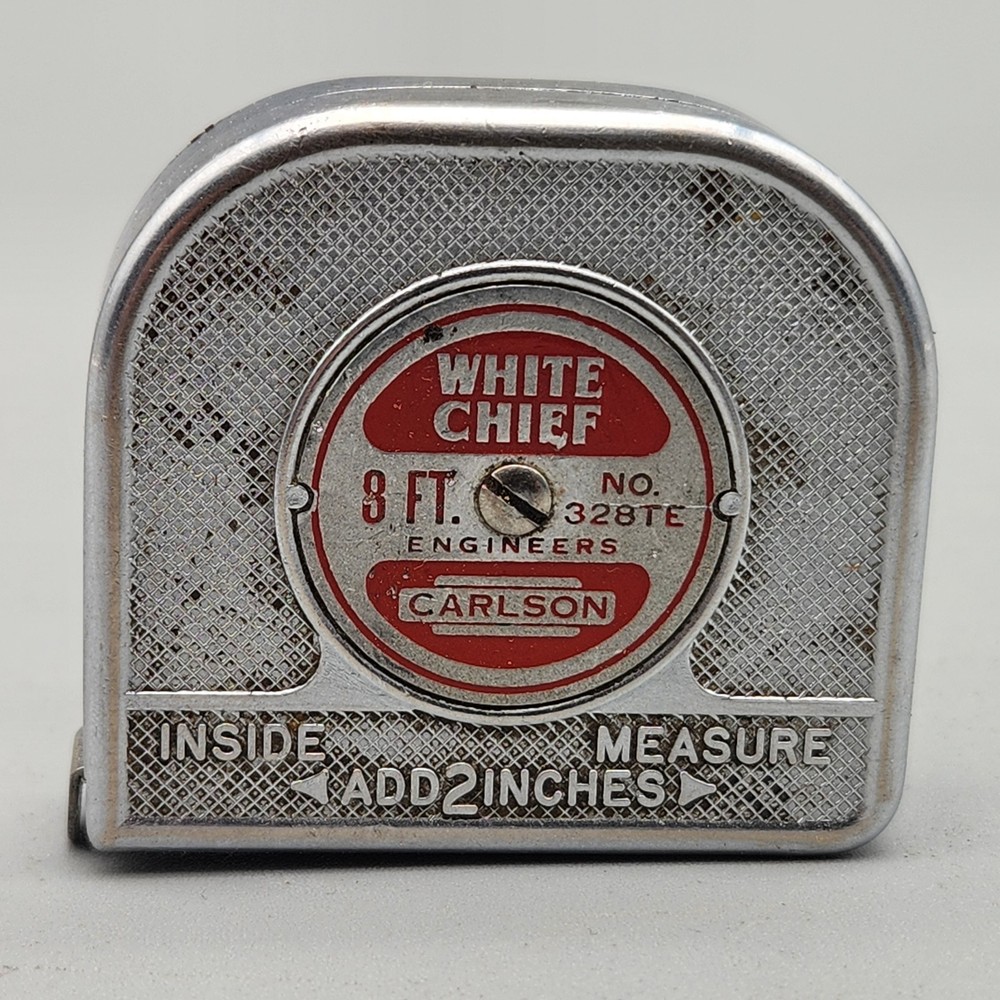 WHITE
CHIEF
8 FT.
NO.
328TE
ENGINEERS
CARLSON
INSIDE MEASURE
ADD 2 INCHES